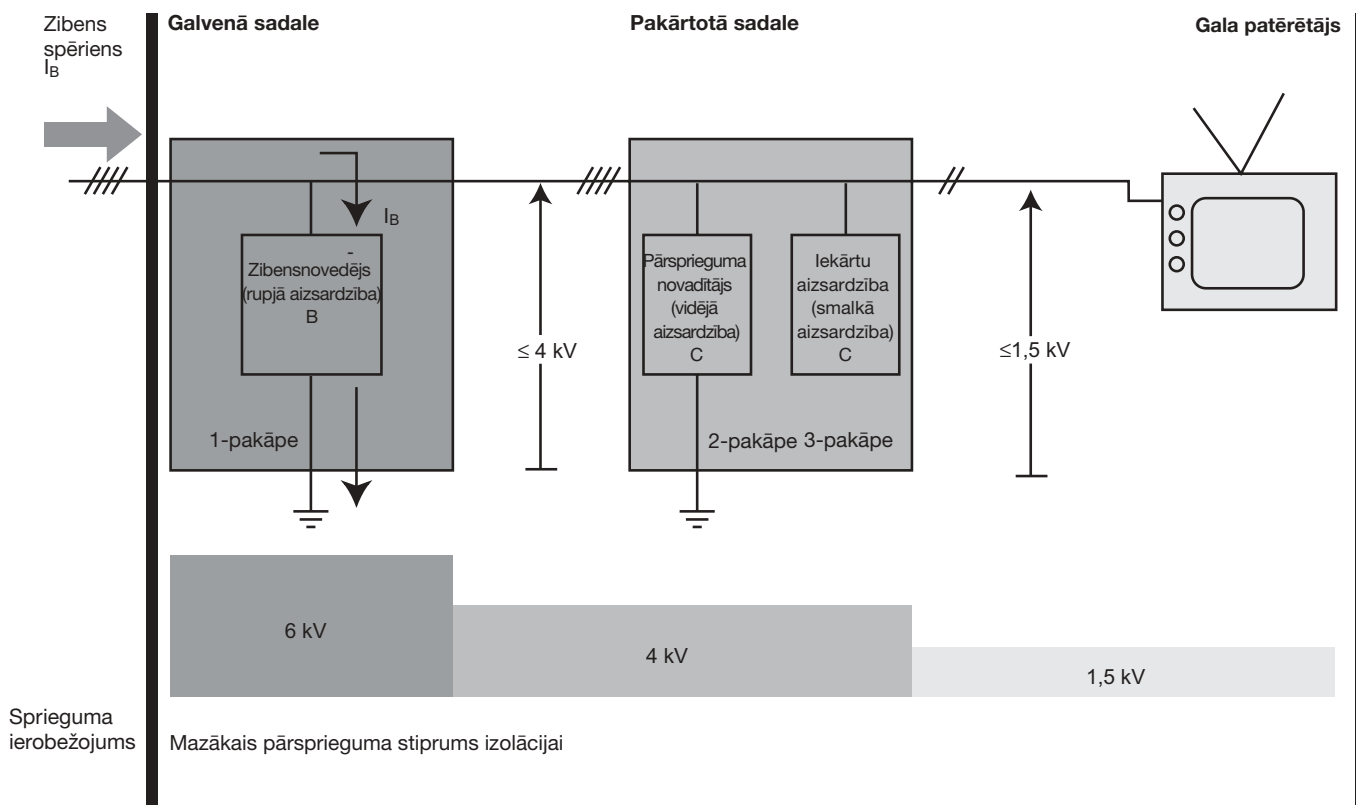 Zibens
spēriens
IB
Galvenā sadale
Pakārtotā sadale
Gala patērētājs
IB
-
Zibensnovedējs
(rupjā aizsardzība)
B
1-pakāpe
≤ 4 kV
Pārsprieguma
novadītājs
(vidējā
aizsardzība)
C
Iekārtu
aizsardzība
(smalkā
aizsardzība)
C
2-pakāpe 3-pakāpe
≤1,5 kV
6 kV
4 kV
1,5 kV
Sprieguma
ierobežojums
Mazākais pārsprieguma stiprums izolācijai